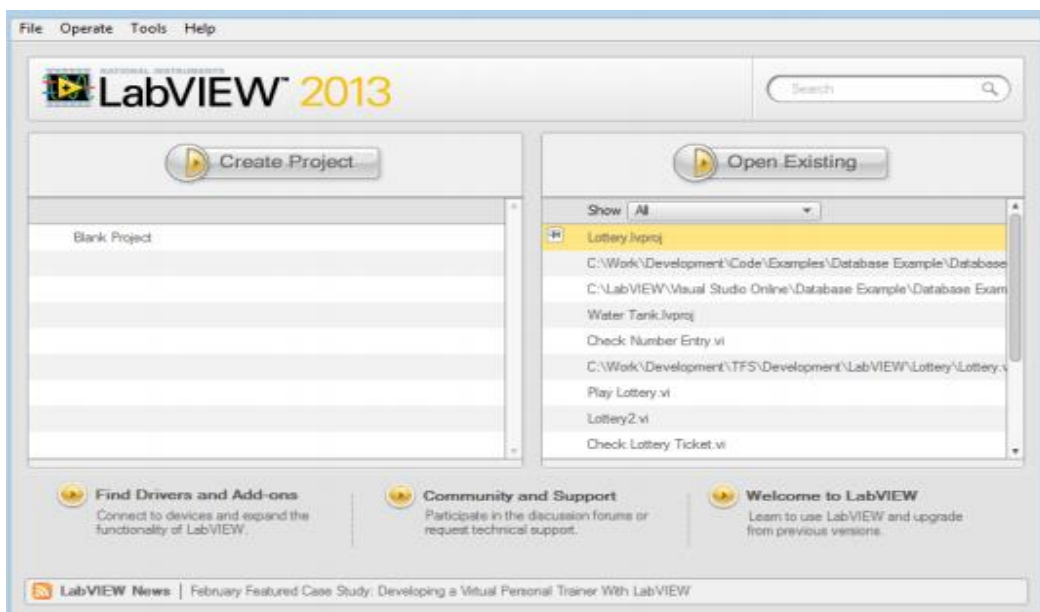 File Operate Tools Help
NATIONAL INSTRUMENTS
LabVIEW™ 2013
Search
Create Project
Blank Project
Open Existing
Show All
Lottery.lvproj
C:\Work\Development\Code\Examples\Database Example\Database
C:\LabVIEW\Visual Studio Online\Database Example\Database Exam
Water Tank.lvproj
Check Number Entry.vi
C:\Work\Development\TFS\Development\LabVIEW\Lottery\Lottery.v
Play Lottery.vi
Lottery2.vi
Check Lottery Ticket.vi
Find Drivers and Add-ons
Connect to devices and expand the
functionality of LabVIEW.
Community and Support
Participate in the discussion forums or
request technical support.
Welcome to LabVIEW
Learn to use LabVIEW and upgrade
from previous versions.
LabVIEW News | February Featured Case Study: Developing a Virtual Personal Trainer With LabVIEW